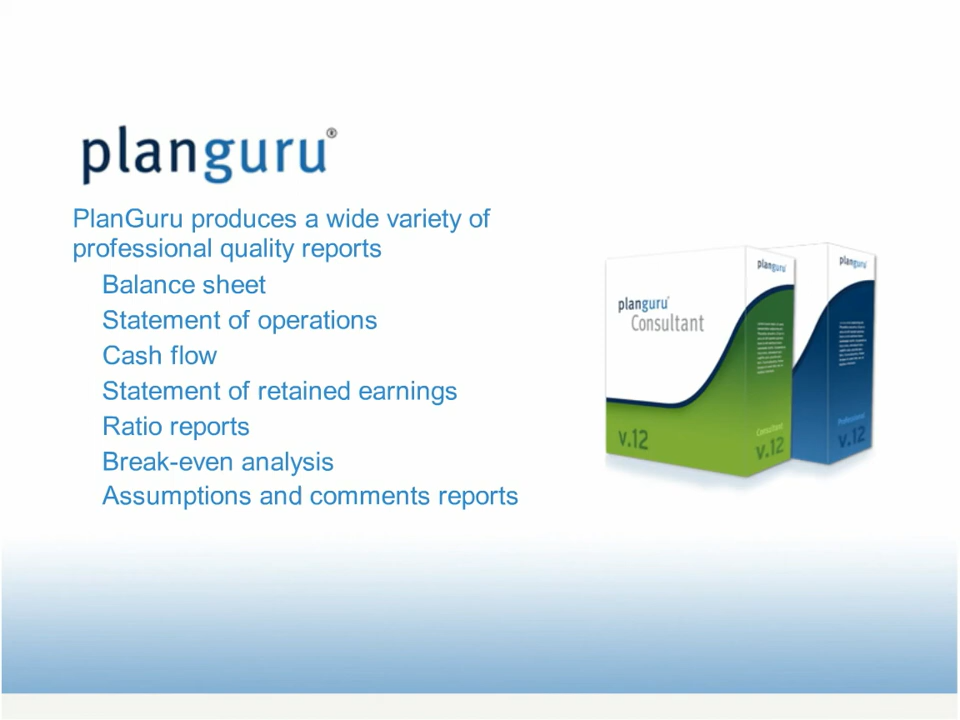 planguru®
PlanGuru produces a wide variety of
professional quality reports
Balance sheet
Statement of operations
Cash flow
Statement of retained earnings
Ratio reports
Break-even analysis
Assumptions and comments reports
planguru
Consultant
v.12
planguru
Consultant
v.12
planguru
Professional
v.12